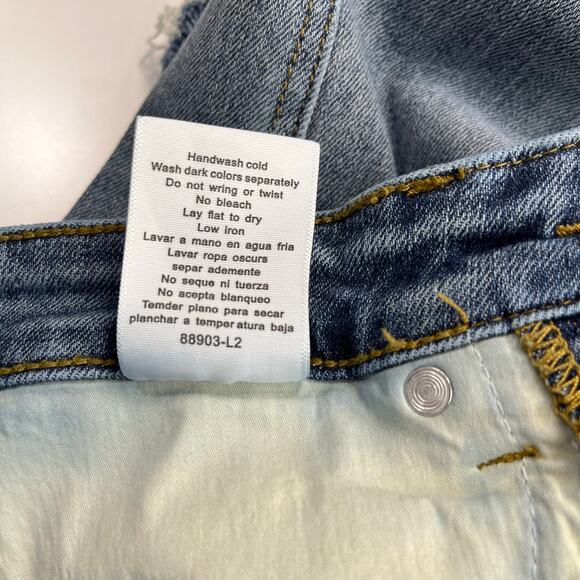 Handwash cold
Wash dark colors separately
Do not wring or twist
No bleach
Lay flat to dry
Low iron
Lavar a mano en agua fria
Lavar ropa oscurs
separ ademente
No seque ni tuerza
No acepta blanqueo
Temder plano para secar
planchar a temper atura baja
88903-L2